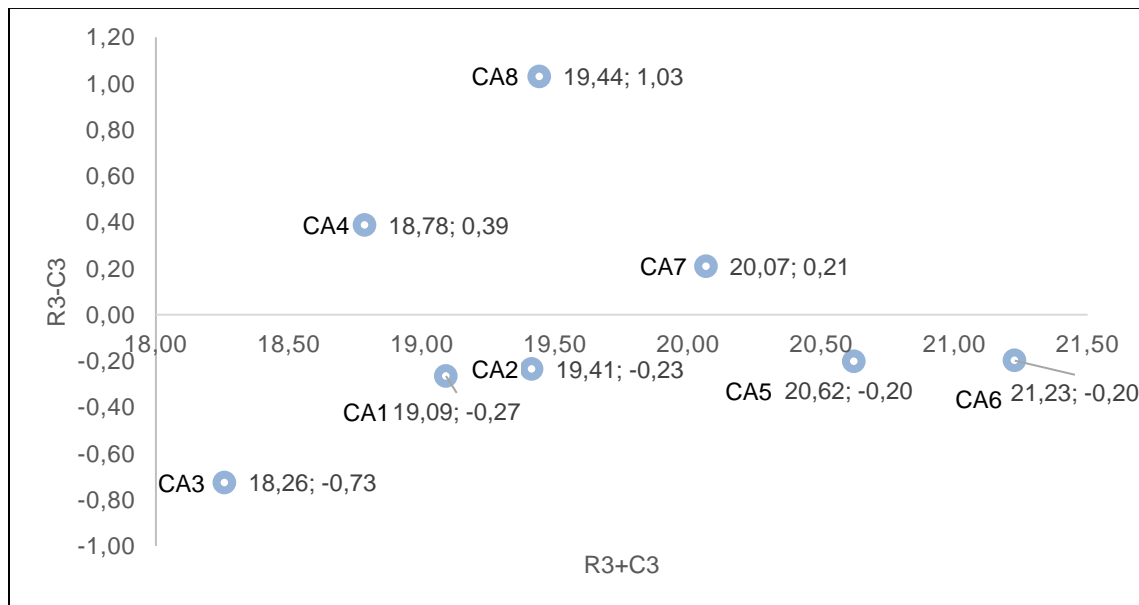 1,20
1,00
0,80
0,60
0,40
0,20
0,00
-0,20
-0,40
-0,60
-0,80
-1,00
R3-C3
CA8 19,44; 1,03
CA4 18,78; 0,39
CA7 20,07; 0,21
18,00 18,50 19,00 19,50 20,00 20,50 21,00 21,50
CA2 19,41; -0,23
CA5 20,62; -0,20
CA6 21,23; -0,20
CA1 19,09; -0,27
CA3 18,26; -0,73
R3+C3